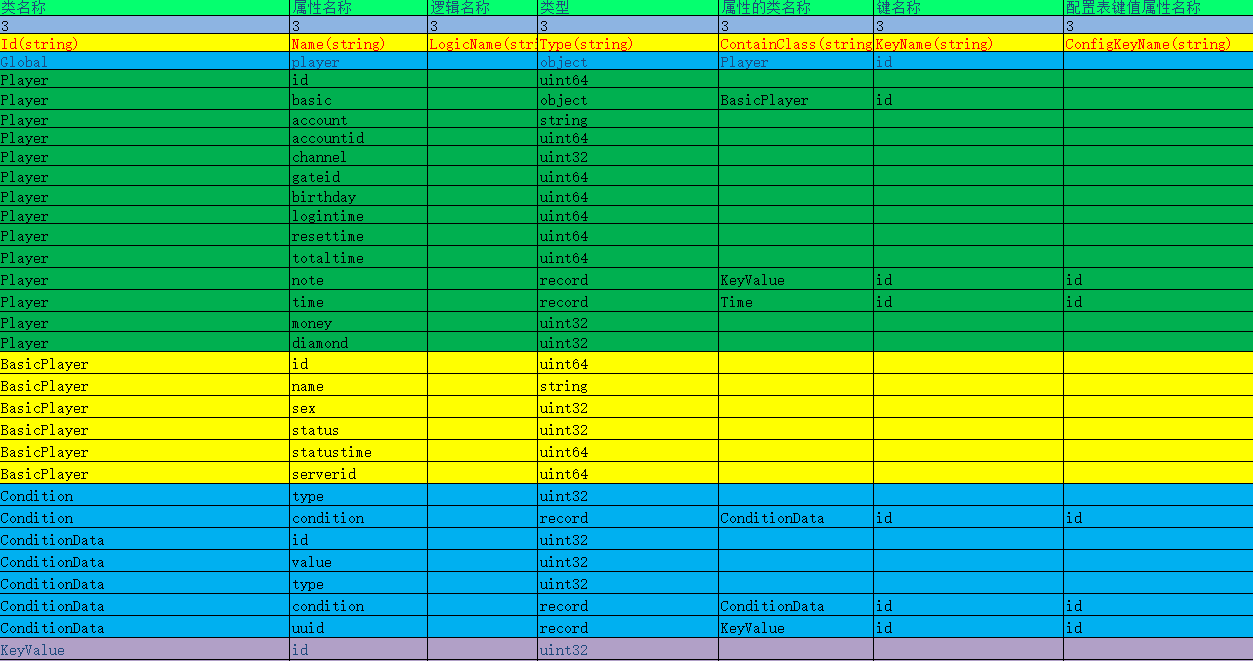 类名称 属性名称 逻辑名称 类型 属性的类名称 键名称 配置表键值属性名称
3 3 3 3 3 3 3
Id(string) Name(string) LogicName(stri Type(string) ContainClass(string KeyName(string) ConfigKeyName(string)
Global player object Player id
Player id uint64
Player basic object BasicPlayer id
Player account string
Player accountid uint64
Player channel uint32
Player gateid uint64
Player birthday uint64
Player logintime uint64
Player resettime uint64
Player totaltime uint64
Player note record KeyValue id id
Player time record Time id id
Player money uint32
Player diamond uint32
BasicPlayer id uint64
BasicPlayer name string
BasicPlayer sex uint32
BasicPlayer status uint32
BasicPlayer statustime uint64
BasicPlayer serverid uint64
Condition type uint32
Condition condition record ConditionData id id
ConditionData id uint32
ConditionData value uint32
ConditionData type uint32
ConditionData condition record ConditionData id id
ConditionData uuid record KeyValue id id
KeyValue id uint32